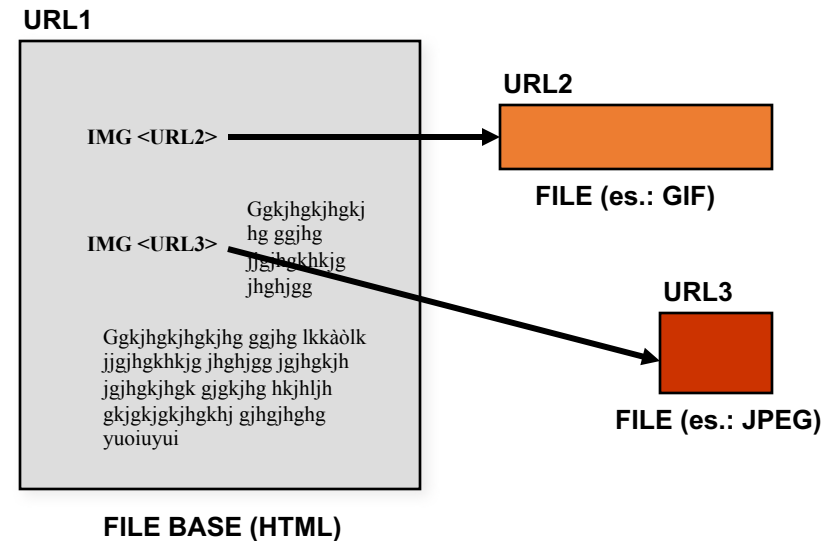 URL1
IMG <URL2>
URL2
FILE (es.: GIF)
IMG <URL3>
Ggkjhgkjhgkj
hg ggjhg
jjgjhgkhkjg
jhghjgg
URL3
FILE (es.: JPEG)
Ggkjhgkjhgkjhg ggjhg lkkàòlk
jjgjhgkhkjg jhghjgg jgjhgkjh
jgjhgkjhgk gjgkjhg hkjhljh
gkjgkjgkjhgkhj gjhgjhghg
yuoiuyui
FILE BASE (HTML)